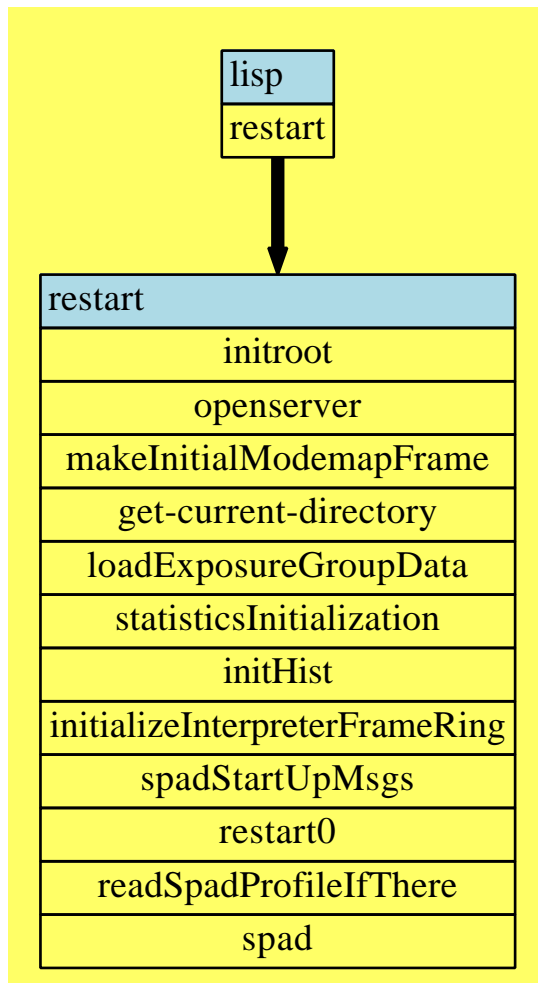 lisp
restart
restart
initroot
openserver
makeInitialModemapFrame
get-current-directory
loadExposureGroupData
statisticsInitialization
initHist
initializeInterpreterFrameRing
spadStartUpMsgs
restart0
readSpadProfileIfThere
spad